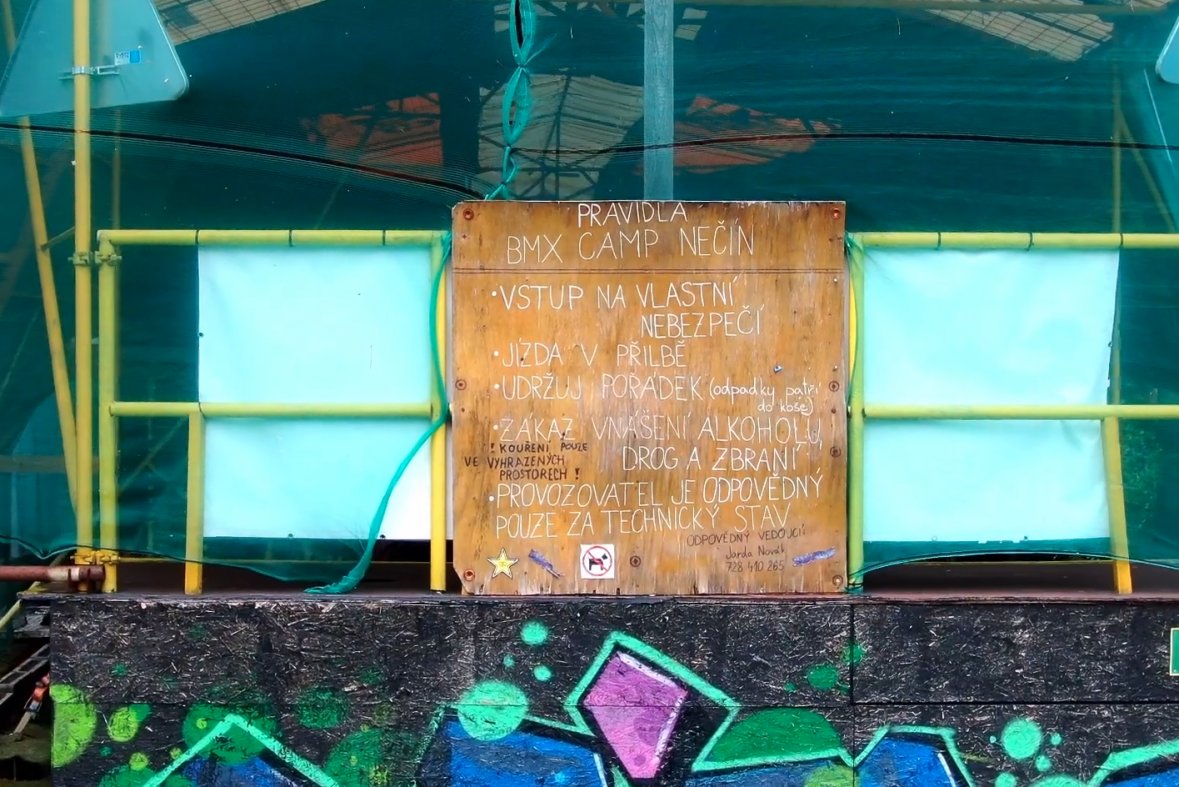 PRAVIDLA
BMX CAMP NEČÍN
• VSTUP NA VLASTNÍ
NEBEZPEČÍ
• JÍZDA V PŘILBĚ
• UDRŽUJ POŘÁDEK (odpadky patří
do koše)
• ZÁKAZ VNÁŠENÍ ALKOHOLU,
DROG A ZBRANÍ
! KOUŘENÍ POUZE
VE VYHRAZENÝCH
PROSTORECH !
• PROVOZOVATEL JE ODPOVĚDNÝ
POUZE ZA TECHNICKÝ STAV
ODPOVĚDNÝ VEDOUCÍ:
Jarda Novák
728 410 265